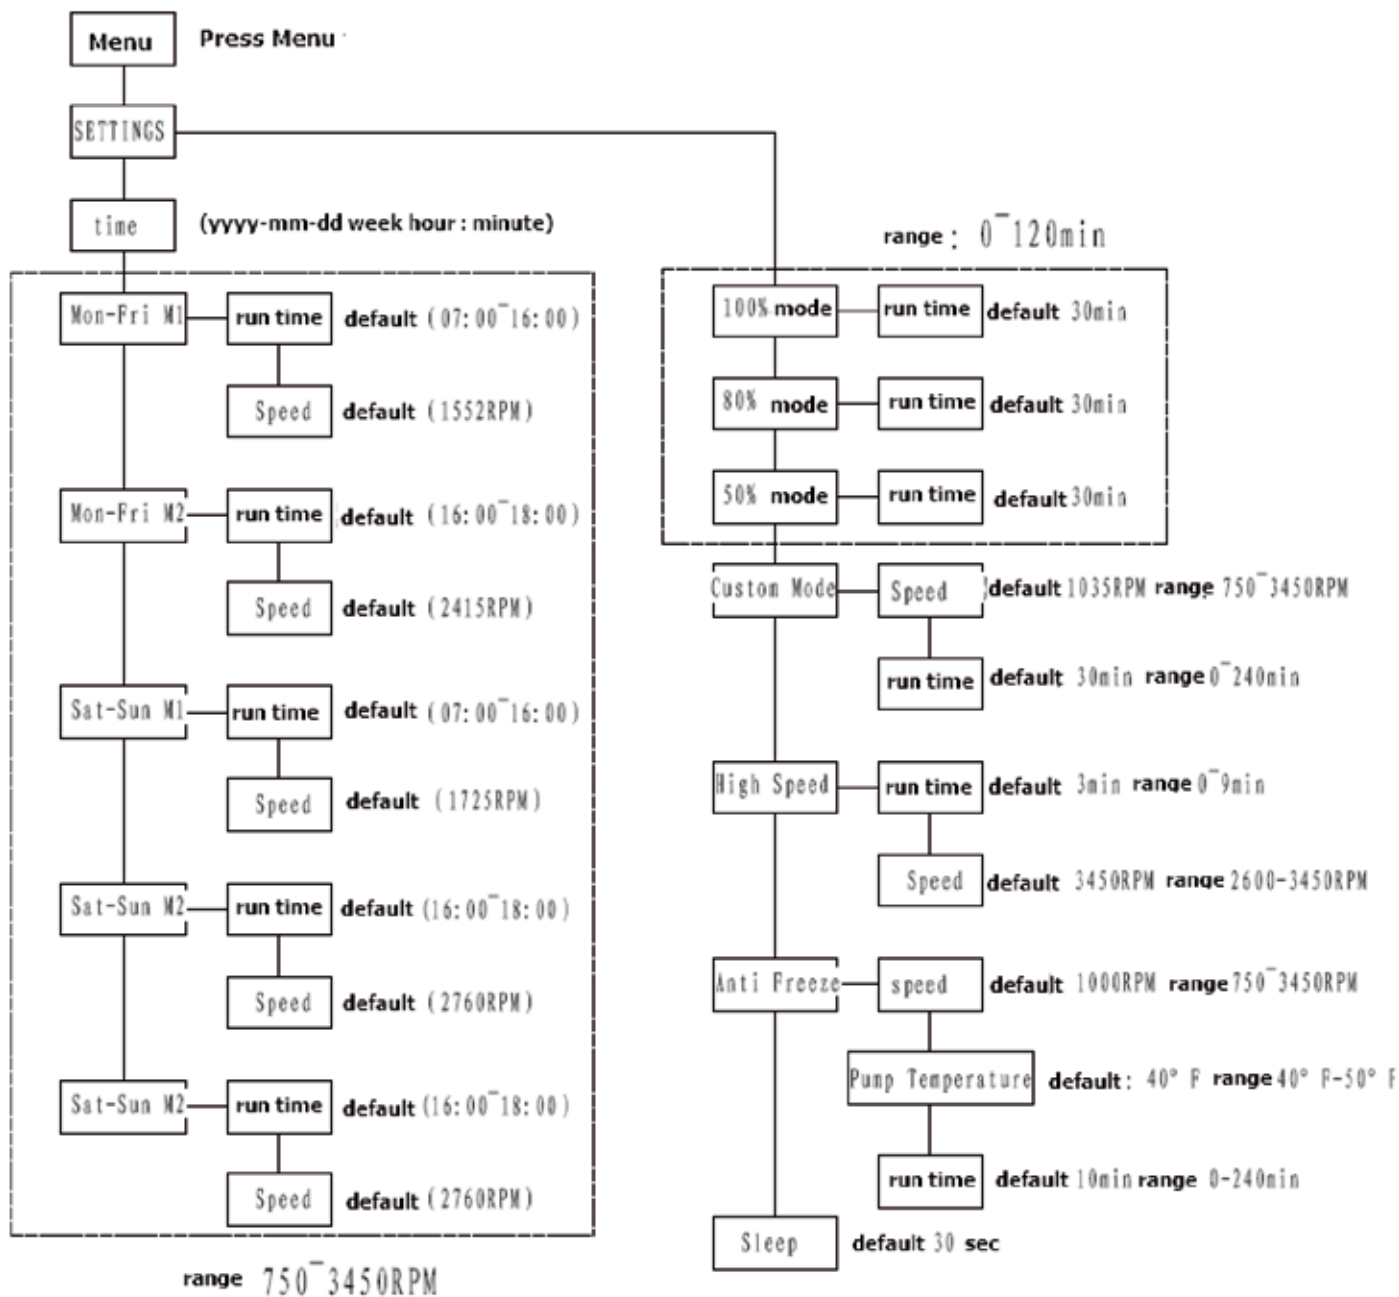 Menu
Press Menu
SETTINGS
time
(yyyy-mm-dd week hour : minute)
Mon-Fri M1
run time
default (07:00~16:00)
Speed
default (1552RPM)
Mon-Fri M2
run time
default (16:00~18:00)
Speed
default (2415RPM)
Sat-Sun M1
run time
default (07:00~16:00)
Speed
default (1725RPM)
Sat-Sun M2
run time
default (16:00~18:00)
Speed
default (2760RPM)
Sat-Sun M2
run time
default (16:00~18:00)
Speed
default (2760RPM)
range 750~3450RPM
range : 0~120min
100% mode
run time
default 30min
80% mode
run time
default 30min
50% mode
run time
default 30min
Custom Mode
Speed
default 1035RPM range 750~3450RPM
run time
default 30min range 0~240min
High Speed
run time
default 3min range 0~9min
Speed
default 3450RPM range 2600-3450RPM
Anti Freeze
speed
default 1000RPM range 750~3450RPM
Pump Temperature
default: 40° F range 40° F-50° F
run time
default 10min range 0-240min
Sleep
default 30 sec